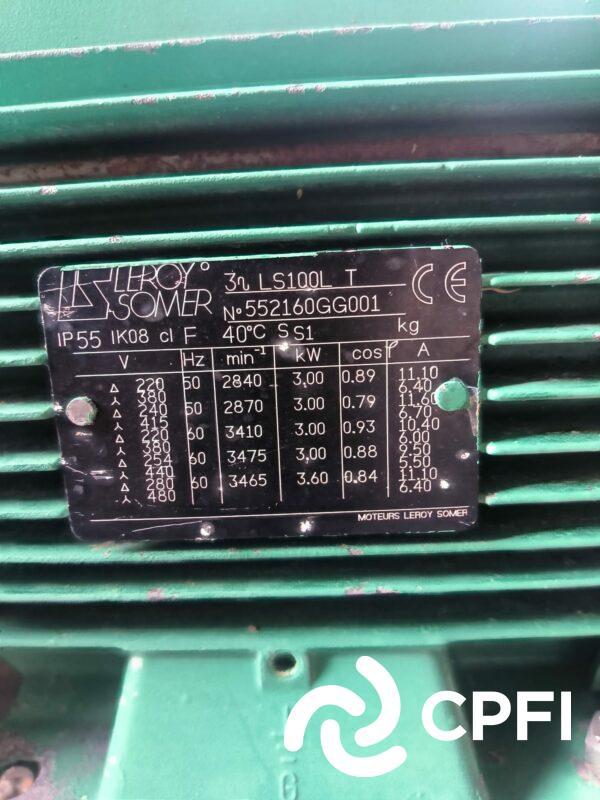 LEROY°
SOMER
3~ LS100L T
N° 552160GG001
CE
IP55 IK08 cl F 40°C S S1 kg
V Hz min⁻¹ kW cosφ A
Δ 220 50 2840 3.00 0.89 11.10
⅄ 380 6.40
Δ 240 50 2870 3.00 0.79 11.60
⅄ 415 6.70
Δ 220 60 3410 3.00 0.93 10.40
⅄ 380 6.00
Δ 254 60 3475 3.00 0.88 9.50
⅄ 440 5.50
Δ 280 60 3465 3.60 0.84 11.10
⅄ 480 6.40
MOTEURS LEROY SOMER
CPFI